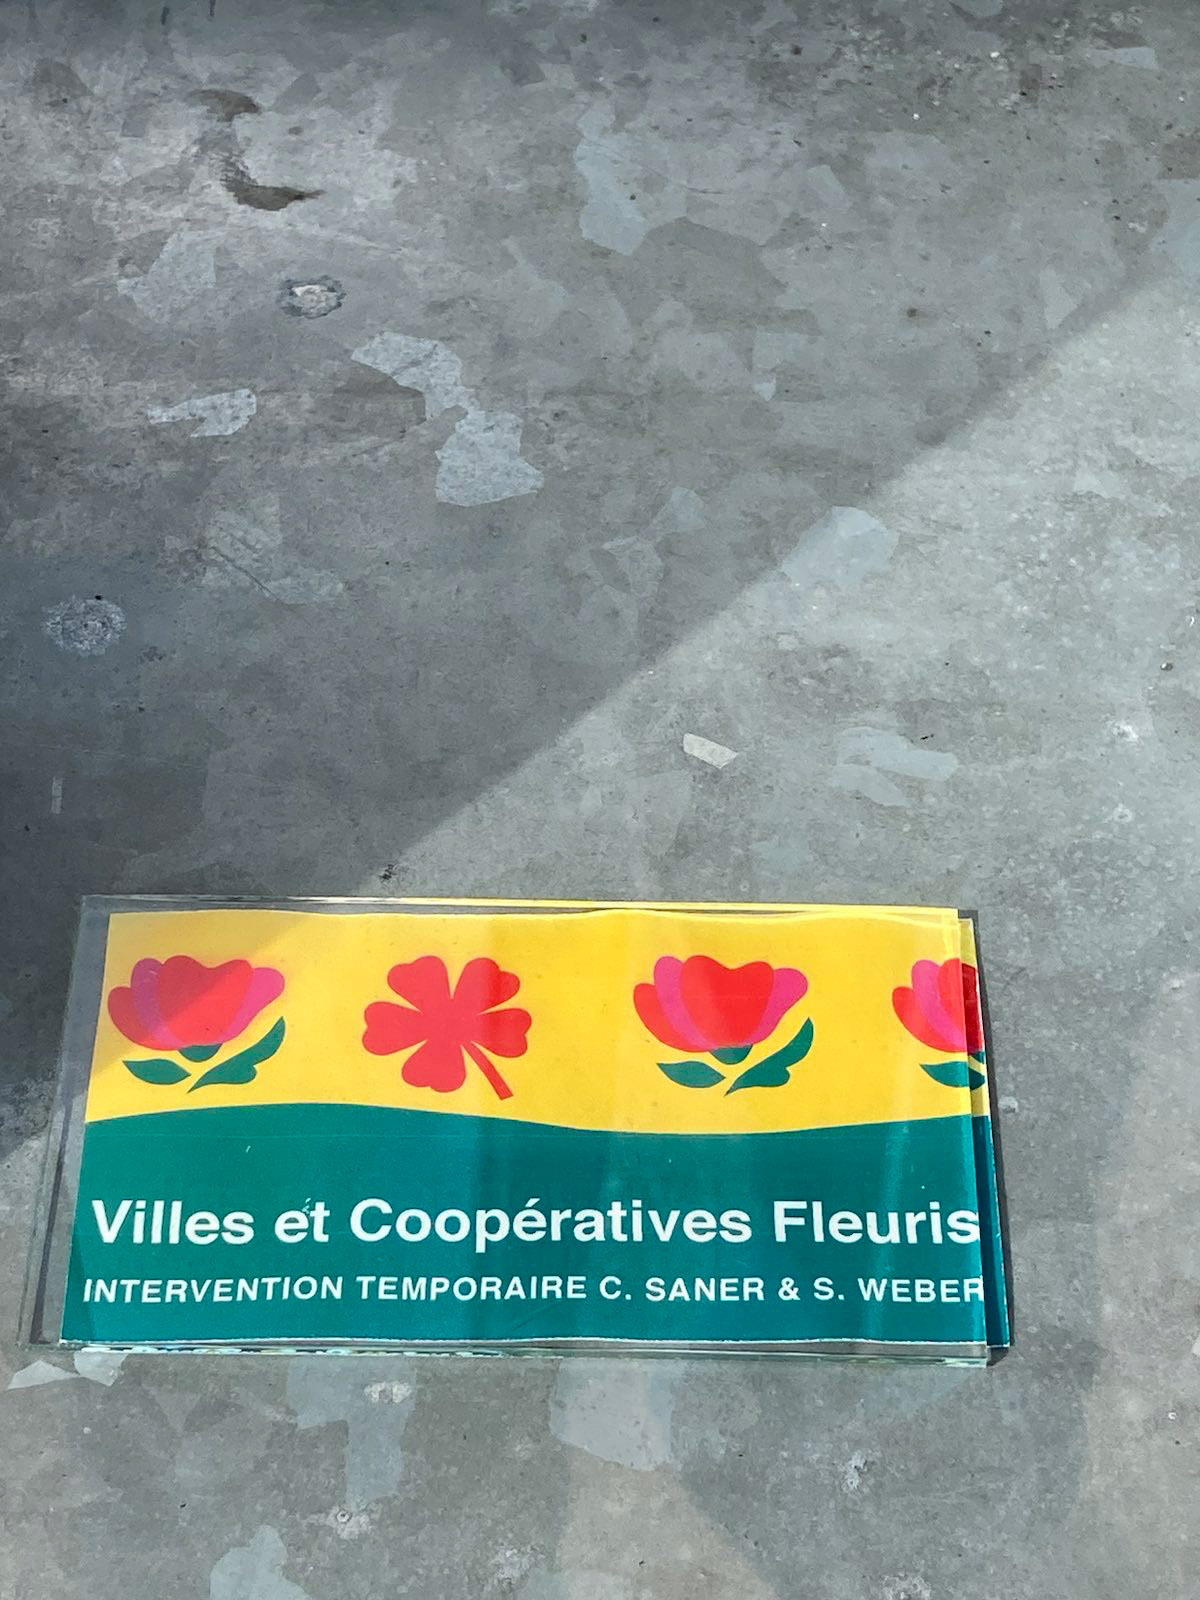 Villes et Coopératives Fleuris
INTERVENTION TEMPORAIRE C. SANER & S. WEBER